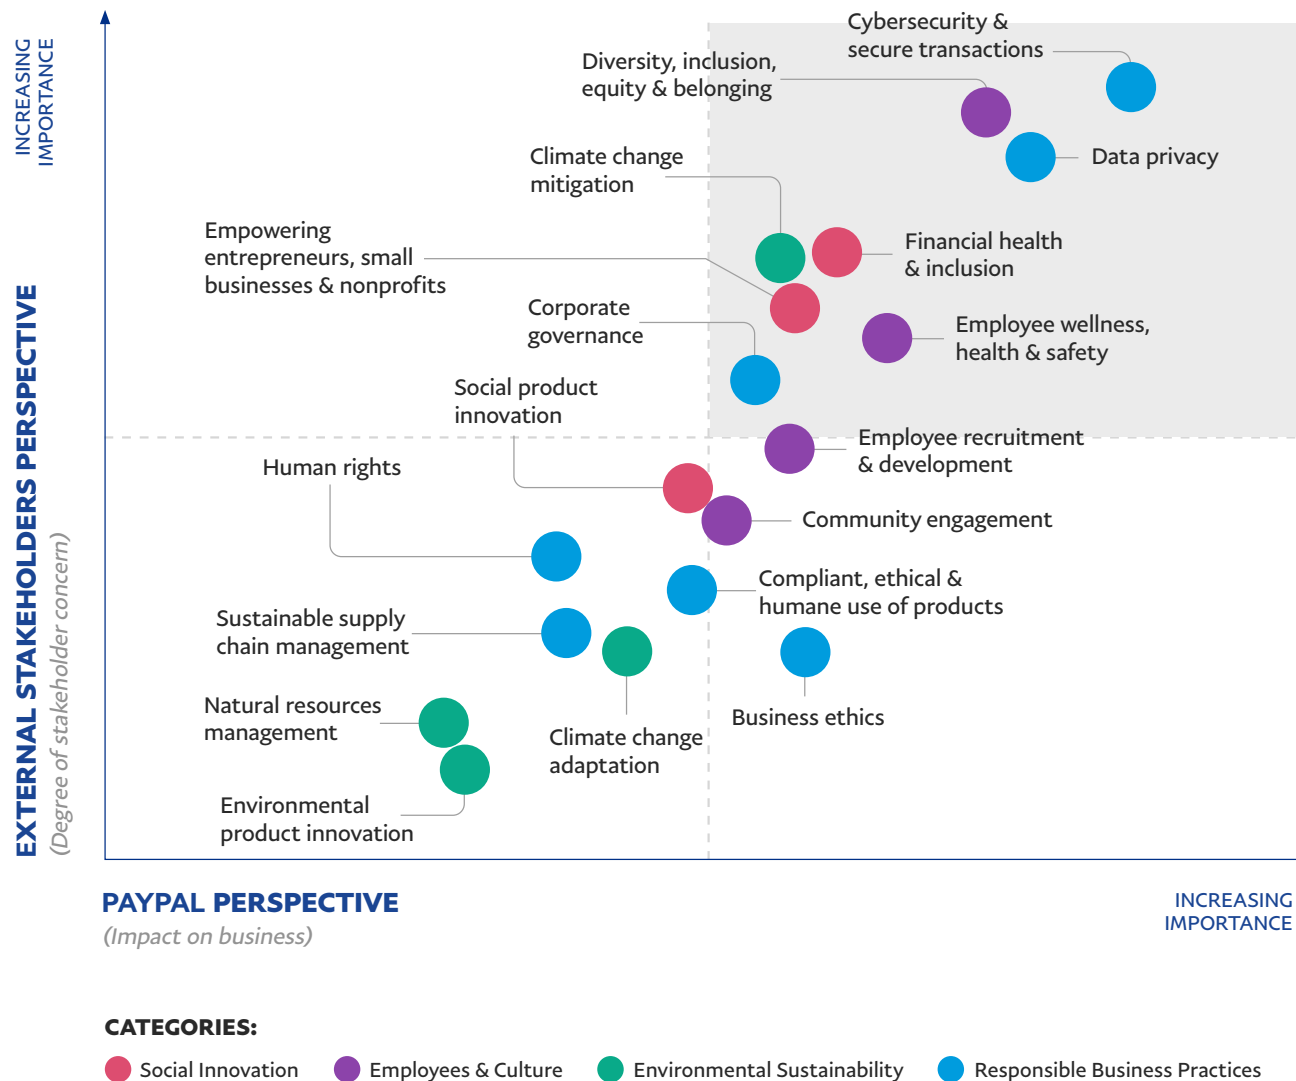 INCREASING
IMPORTANCE
EXTERNAL STAKEHOLDERS PERSPECTIVE
(Degree of stakeholder concern)
Cybersecurity &
secure transactions
Diversity, inclusion,
equity & belonging
Data privacy
Climate change
mitigation
Empowering
entrepreneurs, small
businesses & nonprofits
Financial health
& inclusion
Corporate
governance
Employee wellness,
health & safety
Social product
innovation
Employee recruitment
& development
Human rights
Community engagement
Compliant, ethical &
humane use of products
Sustainable supply
chain management
Natural resources
management
Climate change
adaptation
Business ethics
Environmental
product innovation
PAYPAL PERSPECTIVE
(Impact on business)
INCREASING
IMPORTANCE
CATEGORIES:
Social Innovation
Employees & Culture
Environmental Sustainability
Responsible Business Practices